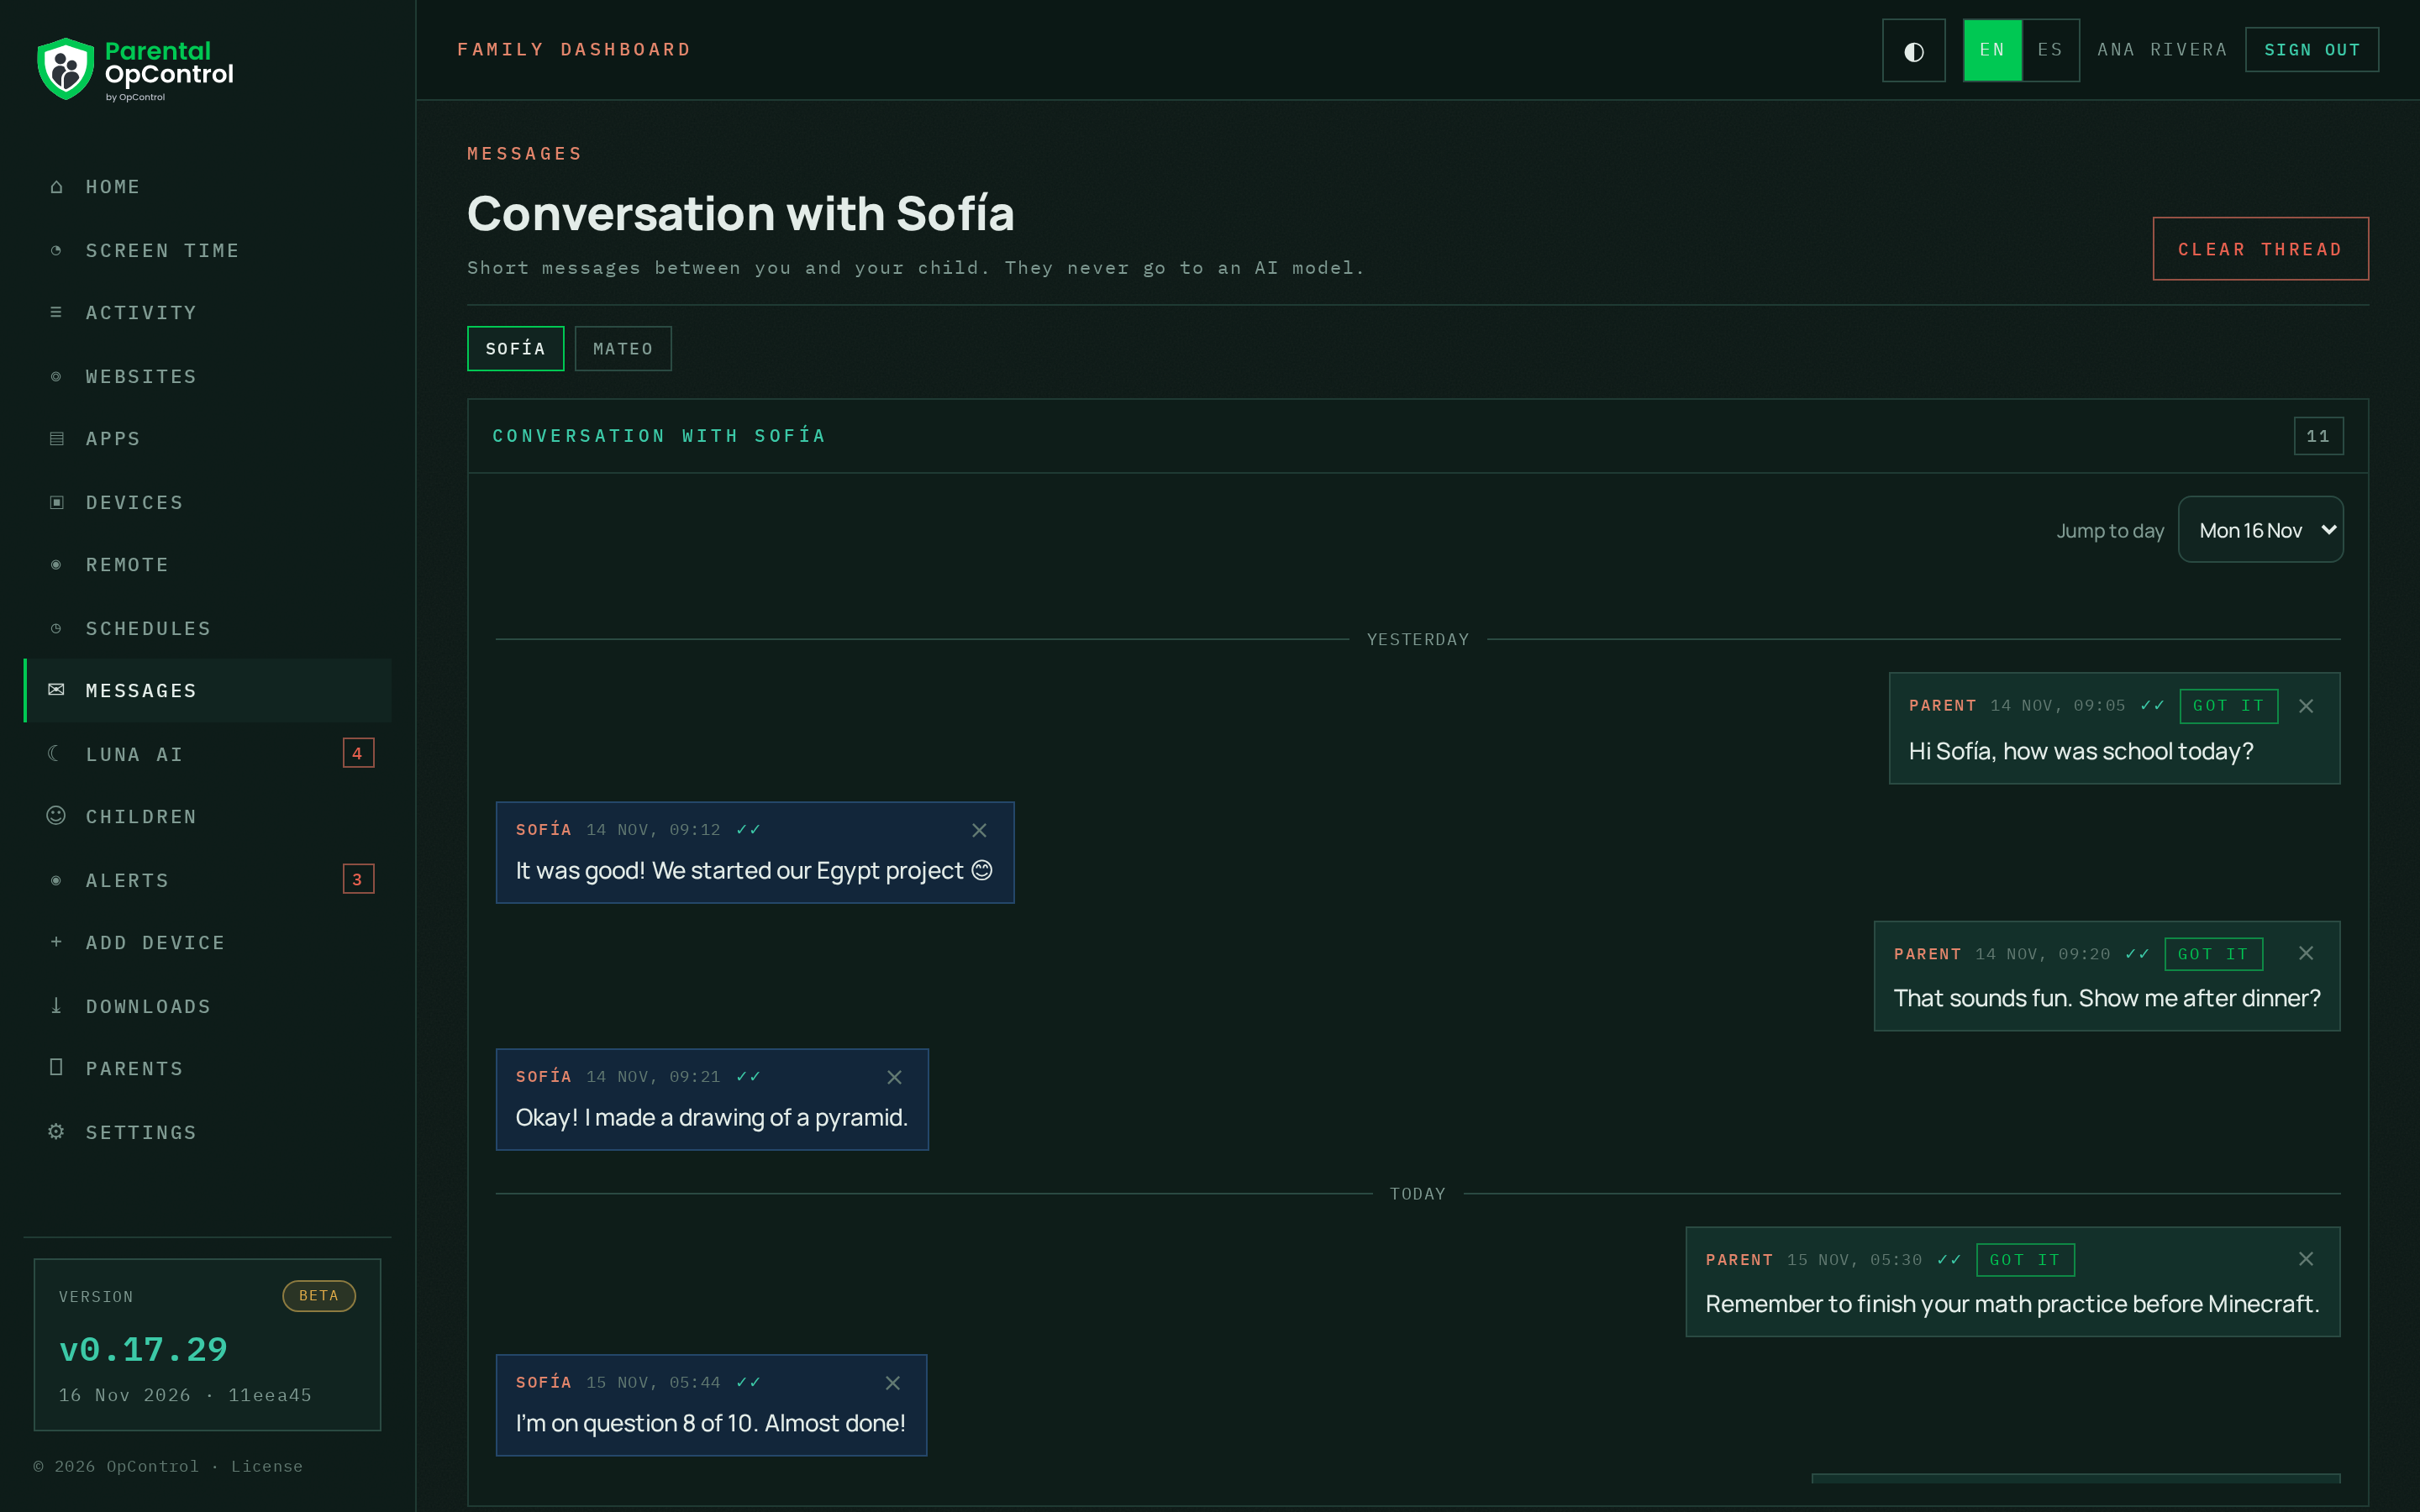 Parental
OpControl
by OpControl
HOME
SCREEN TIME
ACTIVITY
WEBSITES
APPS
DEVICES
REMOTE
SCHEDULES
MESSAGES
LUNA AI 4
CHILDREN
ALERTS 3
ADD DEVICE
DOWNLOADS
PARENTS
SETTINGS
VERSION BETA
v0.17.29
16 Nov 2026 · 11eea45
© 2026 OpControl · License
FAMILY DASHBOARD
EN ES ANA RIVERA SIGN OUT
MESSAGES
Conversation with Sofía
Short messages between you and your child. They never go to an AI model.
CLEAR THREAD
SOFÍA MATEO
CONVERSATION WITH SOFÍA 11
Jump to day Mon 16 Nov
YESTERDAY
PARENT 14 NOV, 09:05 ✓✓ GOT IT ×
Hi Sofía, how was school today?
SOFÍA 14 NOV, 09:12 ✓✓ ×
It was good! We started our Egypt project 😊
PARENT 14 NOV, 09:20 ✓✓ GOT IT ×
That sounds fun. Show me after dinner?
SOFÍA 14 NOV, 09:21 ✓✓ ×
Okay! I made a drawing of a pyramid.
TODAY
PARENT 15 NOV, 05:30 ✓✓ GOT IT ×
Remember to finish your math practice before Minecraft.
SOFÍA 15 NOV, 05:44 ✓✓ ×
I'm on question 8 of 10. Almost done!